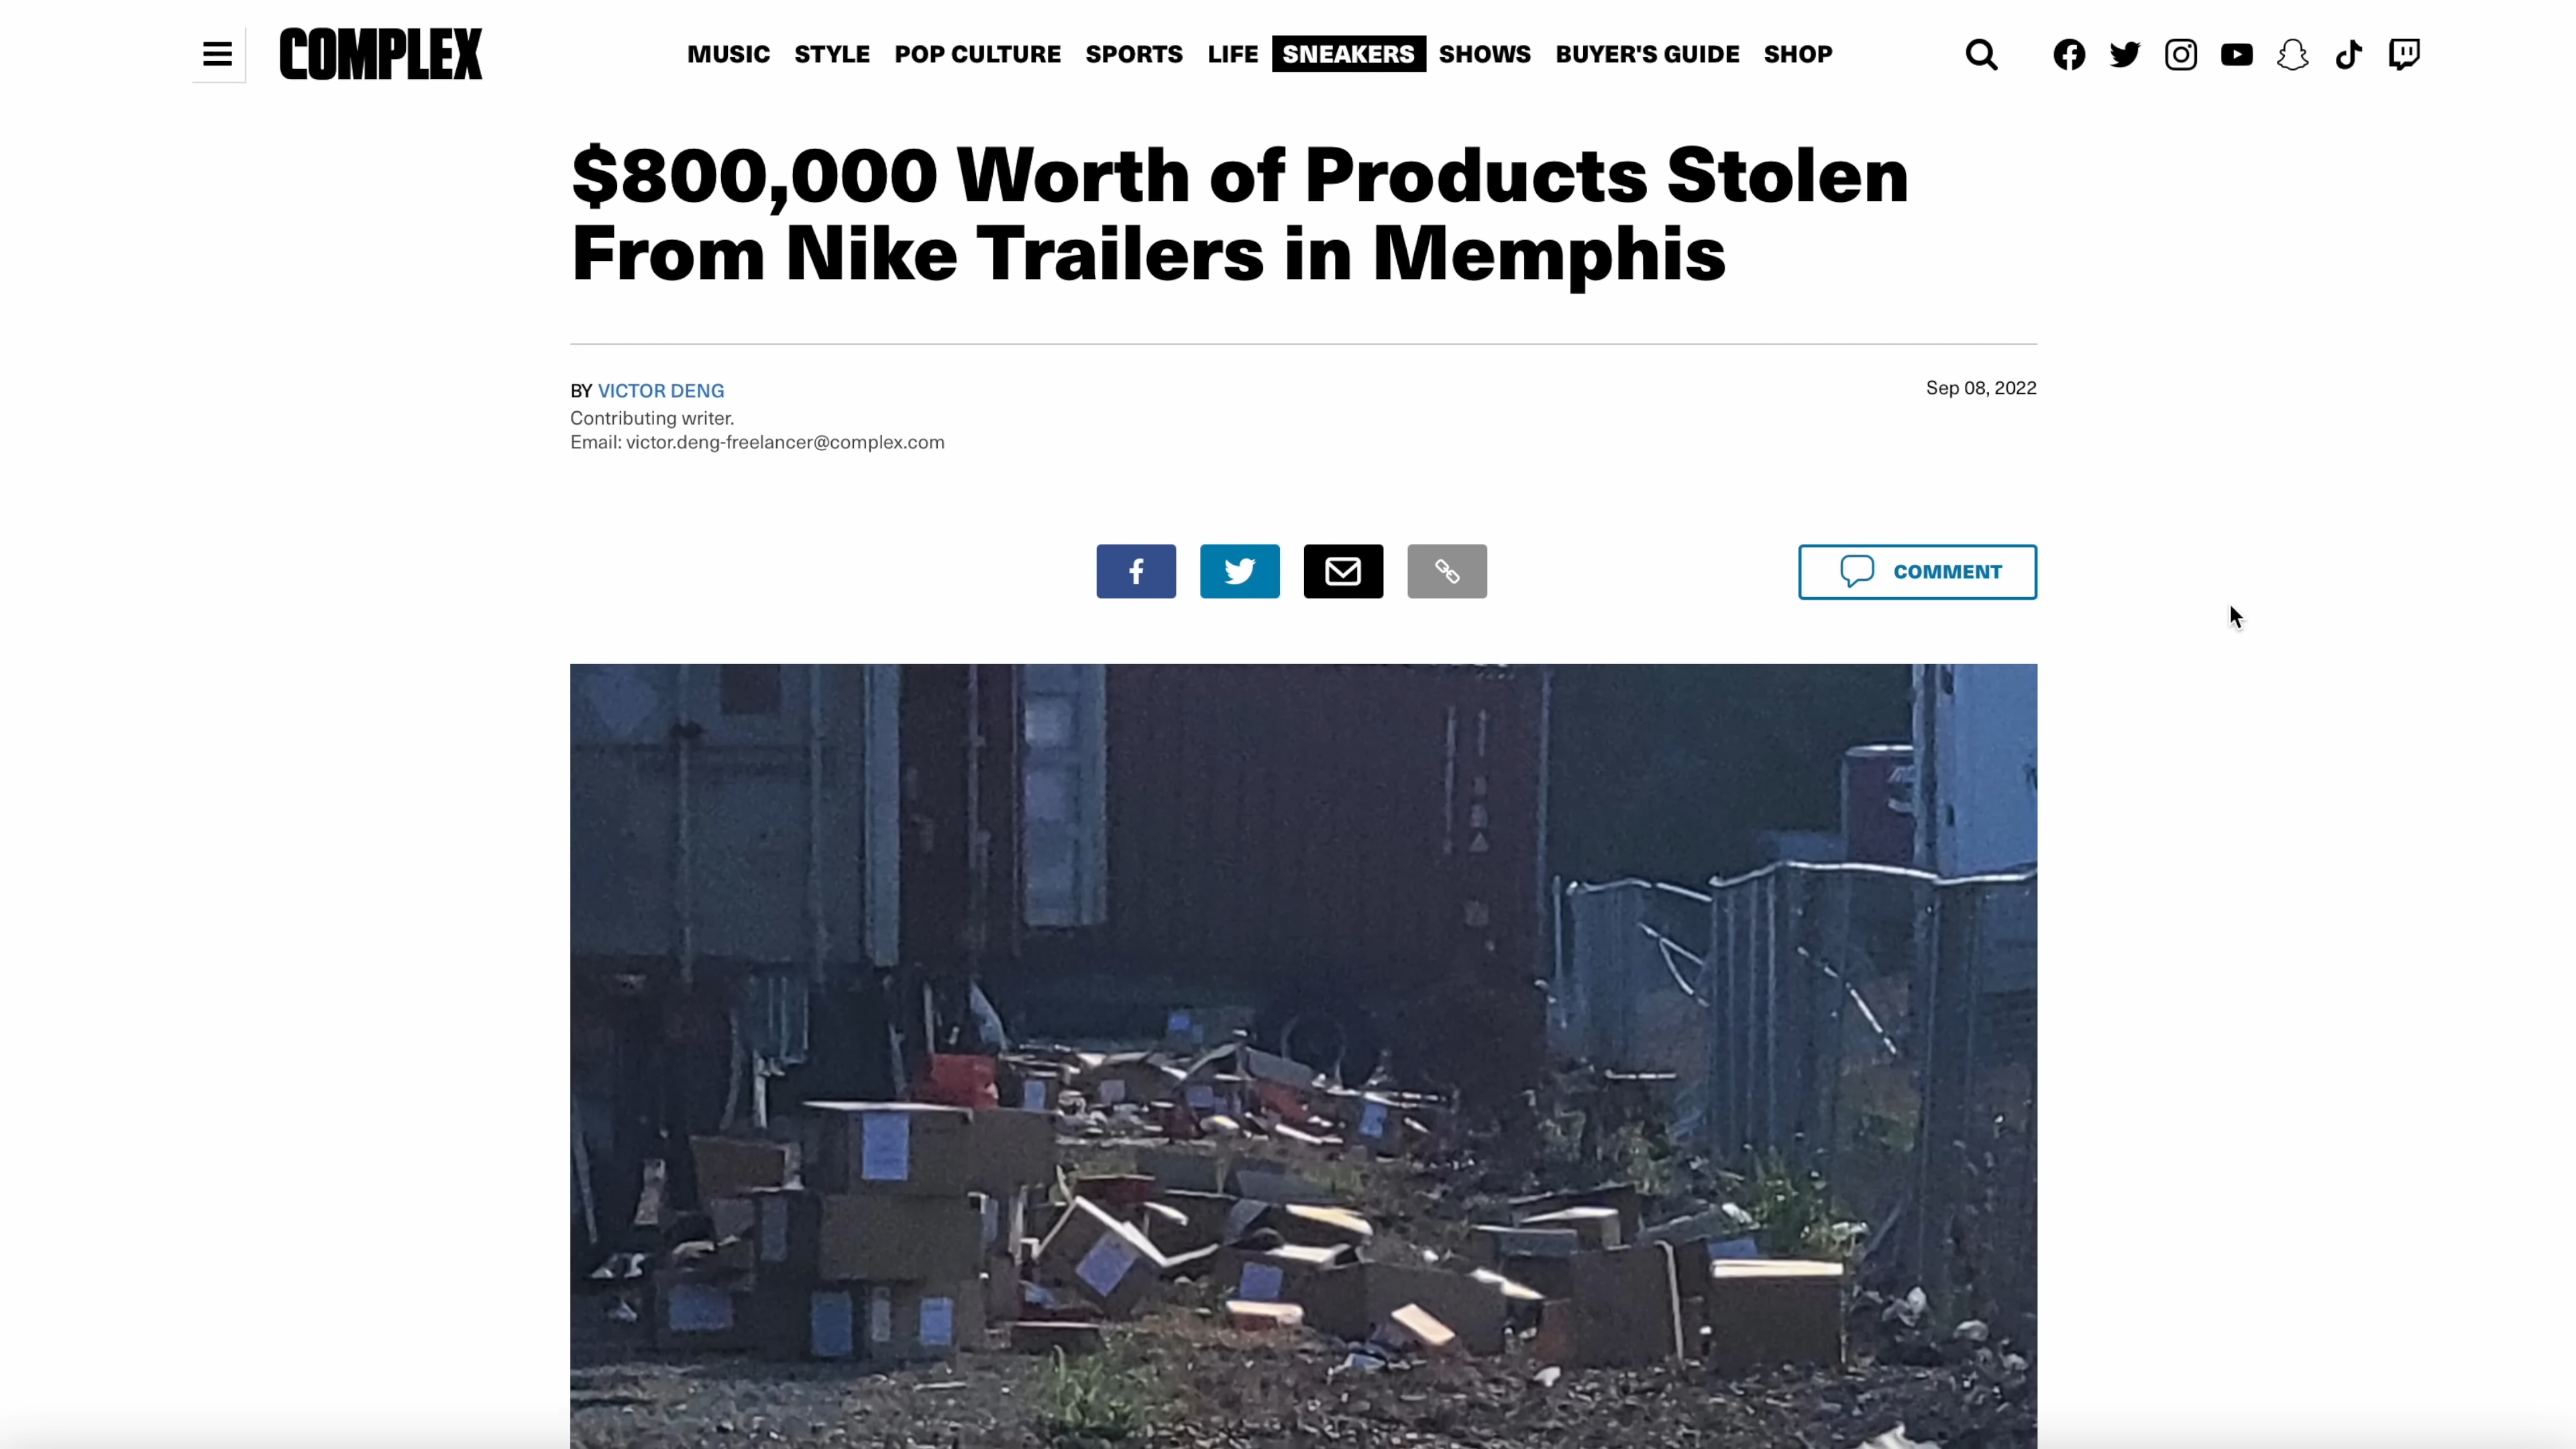 COMPLEX
MUSIC STYLE POP CULTURE SPORTS LIFE SNEAKERS SHOWS BUYER'S GUIDE SHOP
$800,000 Worth of Products Stolen
From Nike Trailers in Memphis
BY VICTOR DENG
Sep 08, 2022
Contributing writer.
Email: victor.deng-freelancer@complex.com
COMMENT